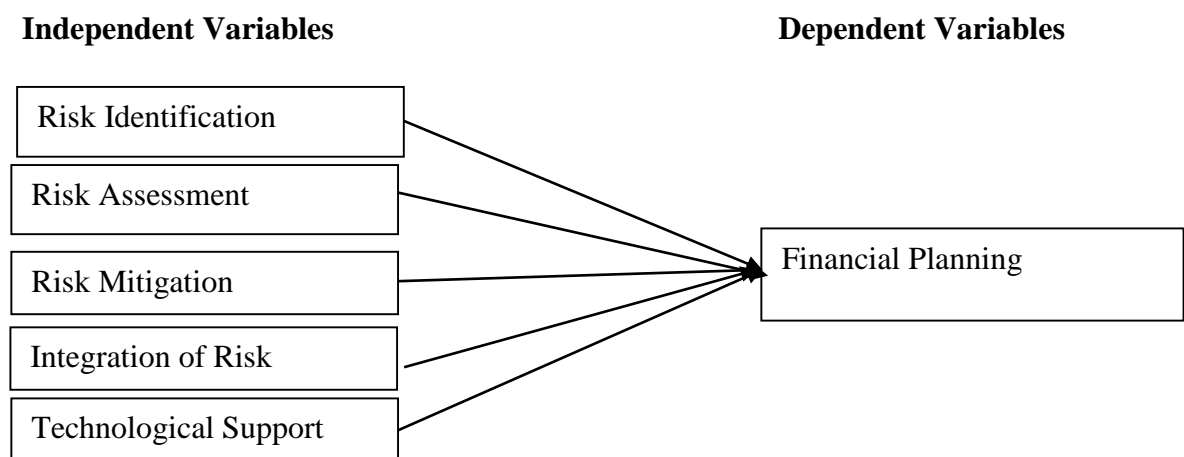 Independent Variables
Dependent Variables
Risk Identification
Risk Assessment
Risk Mitigation
Integration of Risk
Technological Support
Financial Planning